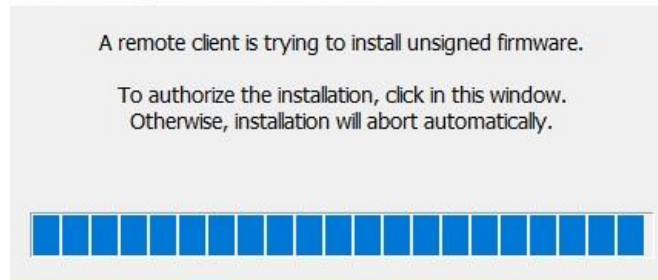 A remote client is trying to install unsigned firmware.
To authorize the installation, click in this window.
Otherwise, installation will abort automatically.